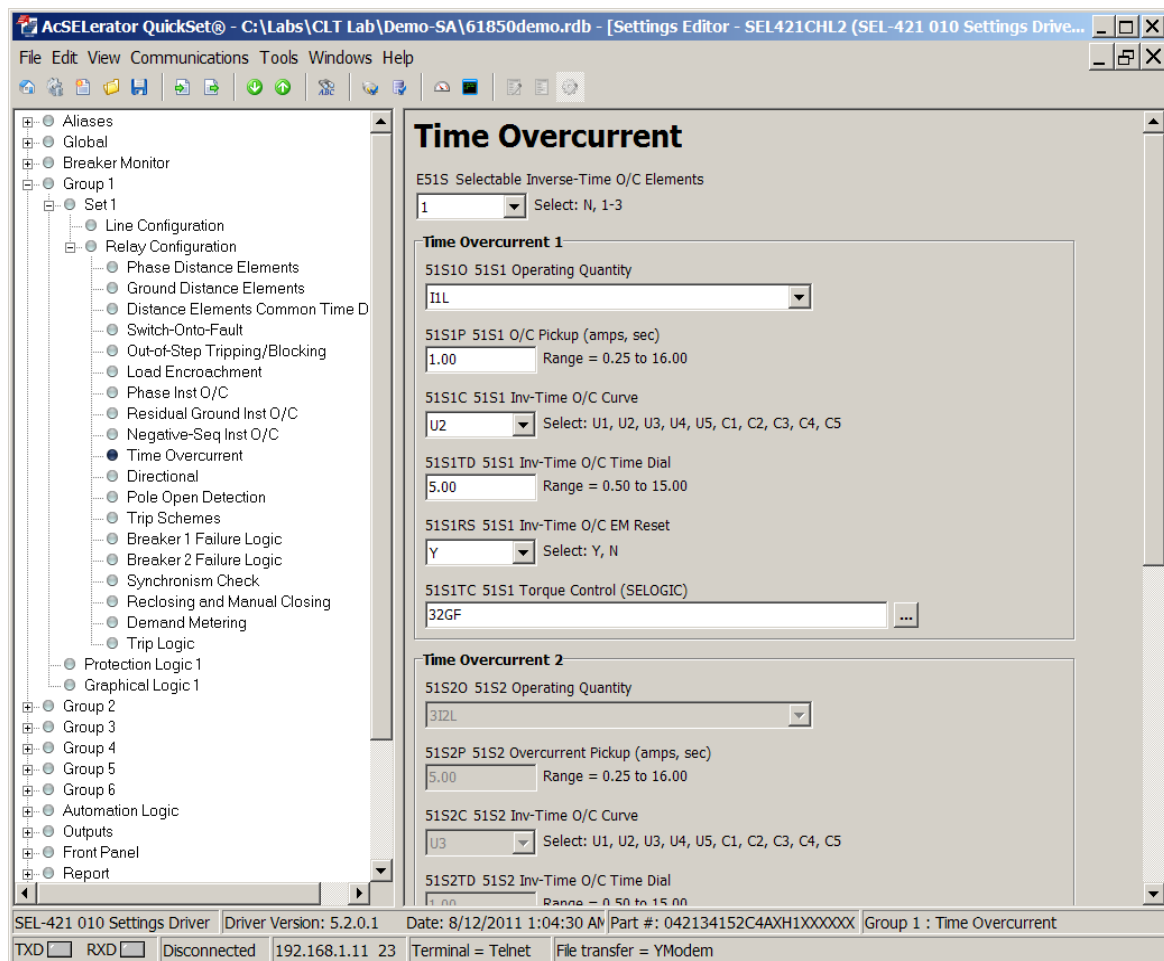 AcSELerator QuickSet® - C:\Labs\CLT Lab\Demo-SA\61850demo.rdb - [Settings Editor - SEL421CHL2 (SEL-421 010 Settings Drive...
File Edit View Communications Tools Windows Help
Aliases
Global
Breaker Monitor
Group 1
Set 1
Line Configuration
Relay Configuration
Phase Distance Elements
Ground Distance Elements
Distance Elements Common Time D
Switch-Onto-Fault
Out-of-Step Tripping/Blocking
Load Encroachment
Phase Inst O/C
Residual Ground Inst O/C
Negative-Seq Inst O/C
Time Overcurrent
Directional
Pole Open Detection
Trip Schemes
Breaker 1 Failure Logic
Breaker 2 Failure Logic
Synchronism Check
Reclosing and Manual Closing
Demand Metering
Trip Logic
Protection Logic 1
Graphical Logic 1
Group 2
Group 3
Group 4
Group 5
Group 6
Automation Logic
Outputs
Front Panel
Report
Time Overcurrent
E51S Selectable Inverse-Time O/C Elements
1 Select: N, 1-3
Time Overcurrent 1
51S1O 51S1 Operating Quantity
I1L
51S1P 51S1 O/C Pickup (amps, sec)
1.00 Range = 0.25 to 16.00
51S1C 51S1 Inv-Time O/C Curve
U2 Select: U1, U2, U3, U4, U5, C1, C2, C3, C4, C5
51S1TD 51S1 Inv-Time O/C Time Dial
5.00 Range = 0.50 to 15.00
51S1RS 51S1 Inv-Time O/C EM Reset
Y Select: Y, N
51S1TC 51S1 Torque Control (SELOGIC)
32GF ...
Time Overcurrent 2
51S2O 51S2 Operating Quantity
3I2L
51S2P 51S2 Overcurrent Pickup (amps, sec)
5.00 Range = 0.25 to 16.00
51S2C 51S2 Inv-Time O/C Curve
U3 Select: U1, U2, U3, U4, U5, C1, C2, C3, C4, C5
51S2TD 51S2 Inv-Time O/C Time Dial
1.00 Range = 0.50 to 15.00
SEL-421 010 Settings Driver Driver Version: 5.2.0.1 Date: 8/12/2011 1:04:30 AM Part #: 042134152C4AXH1XXXXXX Group 1 : Time Overcurrent
TXD RXD Disconnected 192.168.1.11 23 Terminal = Telnet File transfer = YModem